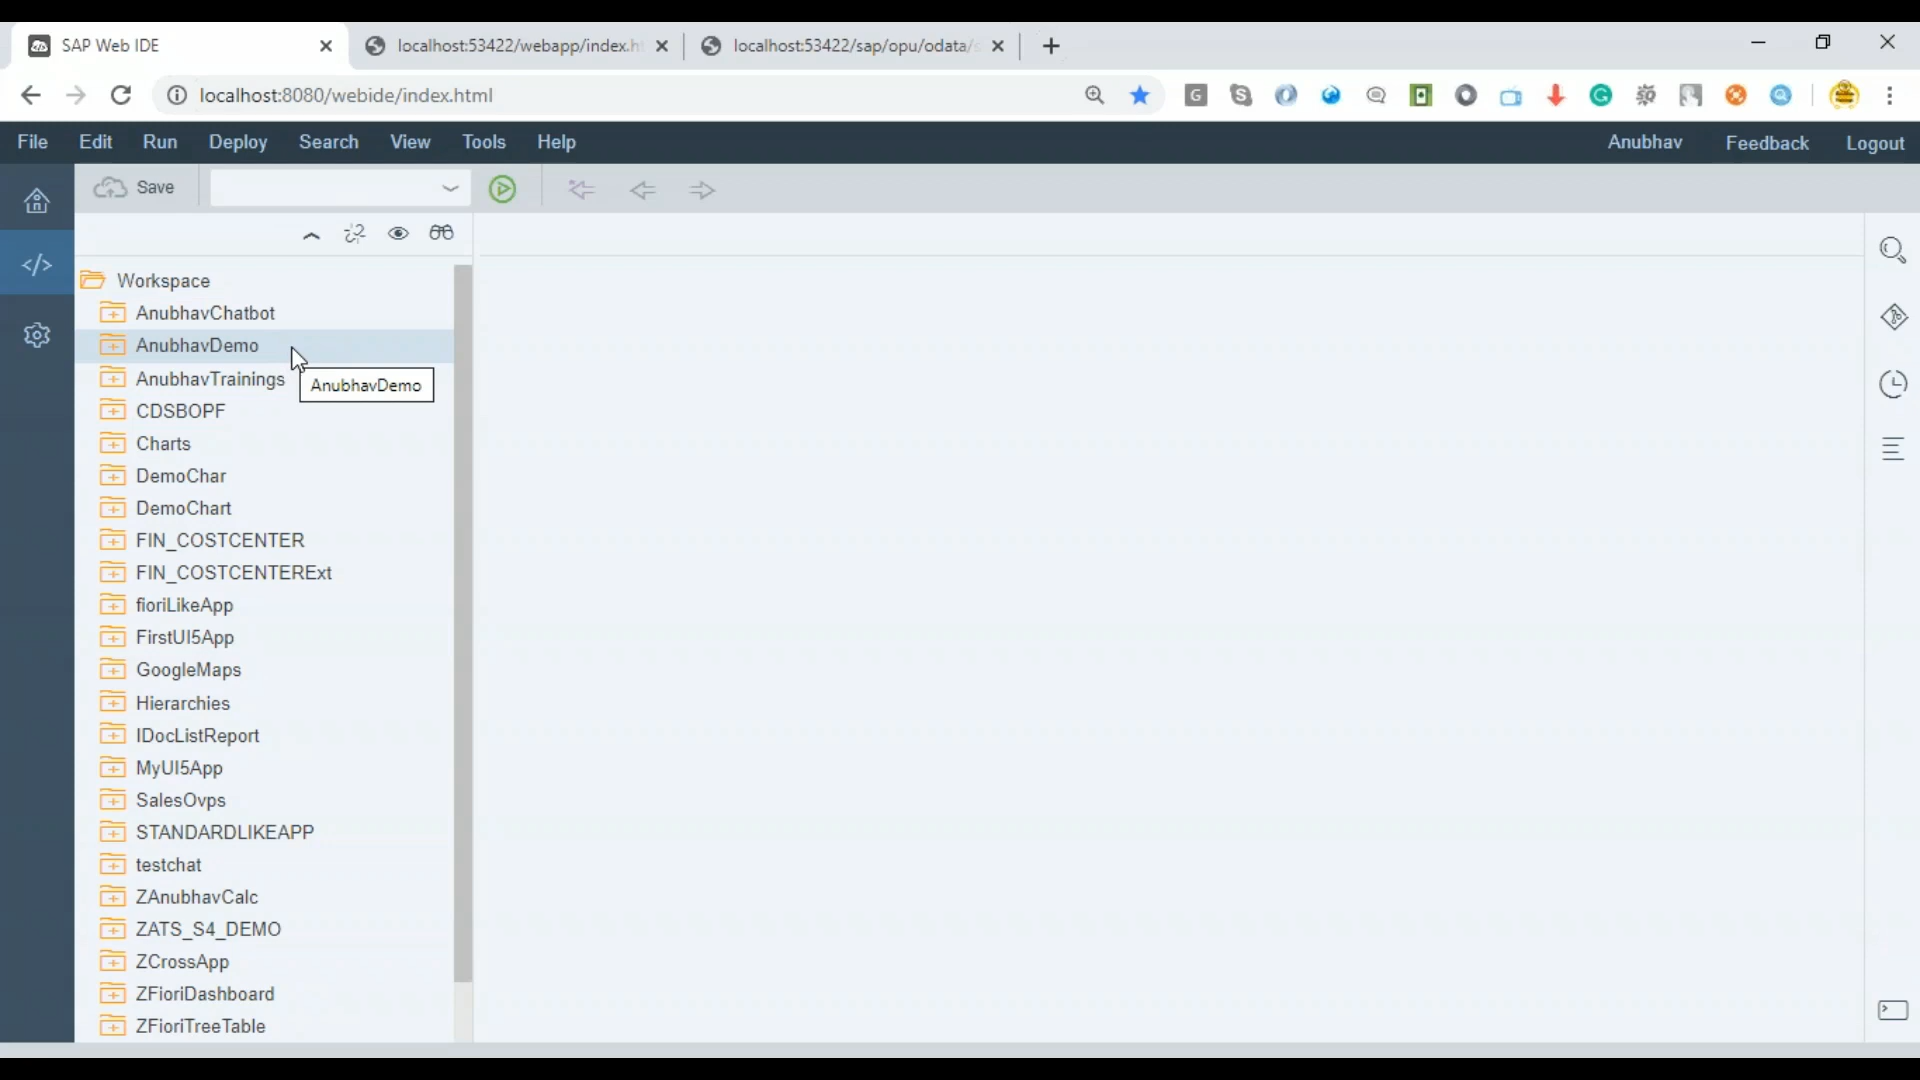 SAP Web IDE
localhost:53422/webapp/index.h
localhost:53422/sap/opu/odata/
localhost:8080/webide/index.html
File Edit Run Deploy Search View Tools Help Anubhav Feedback Logout
Save
Workspace
AnubhavChatbot
AnubhavDemo
AnubhavTrainings
AnubhavDemo
CDSBOPF
Charts
DemoChar
DemoChart
FIN_COSTCENTER
FIN_COSTCENTERExt
fioriLikeApp
FirstUI5App
GoogleMaps
Hierarchies
IDocListReport
MyUI5App
SalesOvps
STANDARDLIKEAPP
testchat
ZAnubhavCalc
ZATS_S4_DEMO
ZCrossApp
ZFioriDashboard
ZFioriTreeTable